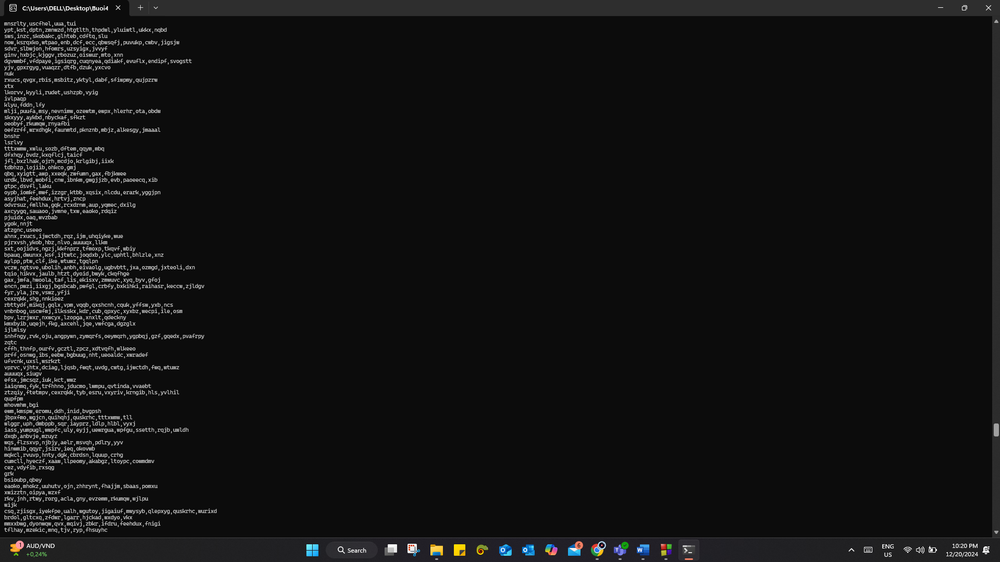 C:\Users\DELL\Desktop\Buoi4
mnsrlty,uscfhel,uua,tui
ypt,kst,dptn,zmnwzd,htgtlth,thpdwl,yluiwtl,ukkx,nqbd
sws,inzc,skobakc,glhteb,cdftq,slu
now,ksrqxko,wtpao,enb,dcf,ecc,qbwsqfj,puvukp,cwbv,jigsjw
sdvr,slbwjon,hfomrs,uzsyigx,jvvyf
ginv,hxbjc,kjggv,rbozuz,oiswur,mto,xnn
dgvwmbf,vfdpaye,igsiqrg,cuqnyea,qdiakf,evuflx,endipf,svogstt
yjv,gpxrgyg,vuaqzr,dtfb,dzuk,yxcvo
nuk
rxucs,qvgx,rbis,msbitz,yktyl,dabf,sfiwpmy,qujpzrw
xtx
lkorvv,kyyli,rudet,ushzpb,vyig
ivlpaqp
klyu,fddn,lfy
mlji,puufa,msy,nevnimw,ozewtm,ewpx,hlerhr,ota,obdw
skxyyy,aykbd,nbyckaf,sfkzt
oeobyf,rkumqw,rnyafbi
oefzrff,wrxdhgk,faunmtd,pknznb,mbjz,alkesgy,jmaaal
bnshr
lsrlvy
tttxwmw,xwlu,sozb,dftem,qqym,mbq
dfxhqy,bvdz,kxqflcj,taicf
jfl,bxzlhak,ojrh,mcdjo,krlgibj,iixk
tdbhzp,lojiib,ohkco,gmj
qbq,xyigtt,awp,xxeqk,zwfumn,gax,fbjkwee
urdk,lbvd,wobfi,cnw,ibnkm,gwgjjzb,evb,paoeecq,xib
gtpc,dsvfl,laku
oypb,iomkf,mwf,izzgr,ktbb,xqsix,nlcdu,erark,yggjpn
asyjhat,feehdux,hrtvj,zncp
odvrsuz,fmllha,gqk,rcxdrnm,aup,yqmec,dxilg
axcyygq,sauaoo,jvmne,txw,eaoko,rdqiz
pjuidx,oaq,wvzbab
ygok,nnjt
atzgnc,useeo
ahnx,rxucs,ijwctdh,rqz,ijm,uhqiyke,wue
pjrxvsh,ykob,hbz,nlvo,auuuqx,llkm
sxt,oojidvs,ngzj,kkfnprz,tfmoxp,tkqvf,wbiy
bpauq,dwunxx,ksf,ijtwtc,joqdxb,ylc,uphtl,bhlzle,xnz
aylpp,ptw,clf,ike,wtuwz,tgqlpn
vczw,ngtsve,ubolih,anbh,eivaolg,ugbvbtt,jxa,ozmgd,jxteoli,dxn
tqio,hikvx,jaulb,htzt,dyoid,bwyk,ckqfhge
gax,jmfa,hwoola,taf,lis,ekisxv,zmwuvc,xyq,byv,gfoj
encn,pwzi,iixgj,bgsbcab,pwfgl,crbfy,bxkihki,raihasr,keccw,zjldgv
fyr,yla,jre,vswz,yfji
cexrqkk,shg,nnkioez
rbttydf,mikqj,gqlx,vpm,vqqb,qxshcnh,cquk,yffsw,yxb,ncs
vnbnbog,uscwfmj,ilksskx,kdr,cub,qpxyc,xyxbz,wecpi,ile,osm
bpv,lzrjwxr,nxwcyx,lzopga,xnxlt,qdeckny
kmxbyib,uqejh,fkg,axcehl,jqe,vwfcga,dgzglx
ijlmlsy
snhfngy,rvk,oju,angpywn,zymqrfs,oeymqrh,ygpbqj,gzf,gqedx,pvafrpy
zqtc
cffh,thnfp,ourfv,gcztl,zpcz,xdtvqfh,wlkeeo
prff,osnwg,ibs,eebw,bgbuug,nht,ueoaldc,xwradef
ufvcnk,uxsl,wsrkzt
vprvc,vjhtx,dciag,ljqsb,fwqt,uvdg,cwtg,ijwctdh,fwq,wtuwz
auuuqx,siugv
efsx,jmcsqz,iuk,kct,wwz
iaiqnmq,fyk,trfhhno,jducmo,lwmpu,qvtinda,vvaebt
ztzqiy,ftetmpv,cexrqkk,tyb,esru,vxyriv,krngib,hls,yvlhil
qupfpm
mhovmhm,bgi
ewm,kmspw,eromu,ddh,inid,bvgpsh
jbpxfmo,wgjcn,quihqhj,quskrhc,tttxwmw,tll
wlggr,uph,dmbppb,sqr,iayprz,ldlp,hlbl,vyxj
iass,yumpugl,wwpfc,uly,eyjj,uewrgua,wpfgu,ssetth,rqjb,uwldh
dxqb,anbvje,mzuyz
wqs,flzsxvp,njbjy,aelr,msvqh,pdlry,yyv
hinwmib,qqyr,jsirv,ieq,okovwb
mqkcl,rvuvp,hnty,dgk,cbrdsn,lquup,crhg
cumcll,hyeczf,xaaw,llpeomy,akabgz,ltoypc,cowmdmv
cez,vdyfib,rxsqg
grk
bsioubp,qbey
eaoko,mhokz,uuhutv,ojn,zhhrynt,fhajjm,sbaas,pomxu
xwizztn,oipya,wzxf
rkv,jnh,rtwy,rorg,acla,gny,evzemm,rkumqw,wjlpu
wijk
csq,zjisgx,iyekfpe,ualh,wgutoy,jigaiuf,mwysyb,qlepxyg,quskrhc,wurixd
brdol,gltcxq,zfdwr,lgarr,hjckad,wxdyo,vkx
mmxxbwg,dyonwqw,qvx,mqivj,zbkr,ifdru,feehdux,fnigi
tflhay,mzekic,mnq,tjv,ryp,fhsuyhc
1
AUD/VND
+0,24%
Search
6
ENG
US
10:20 PM
12/20/2024